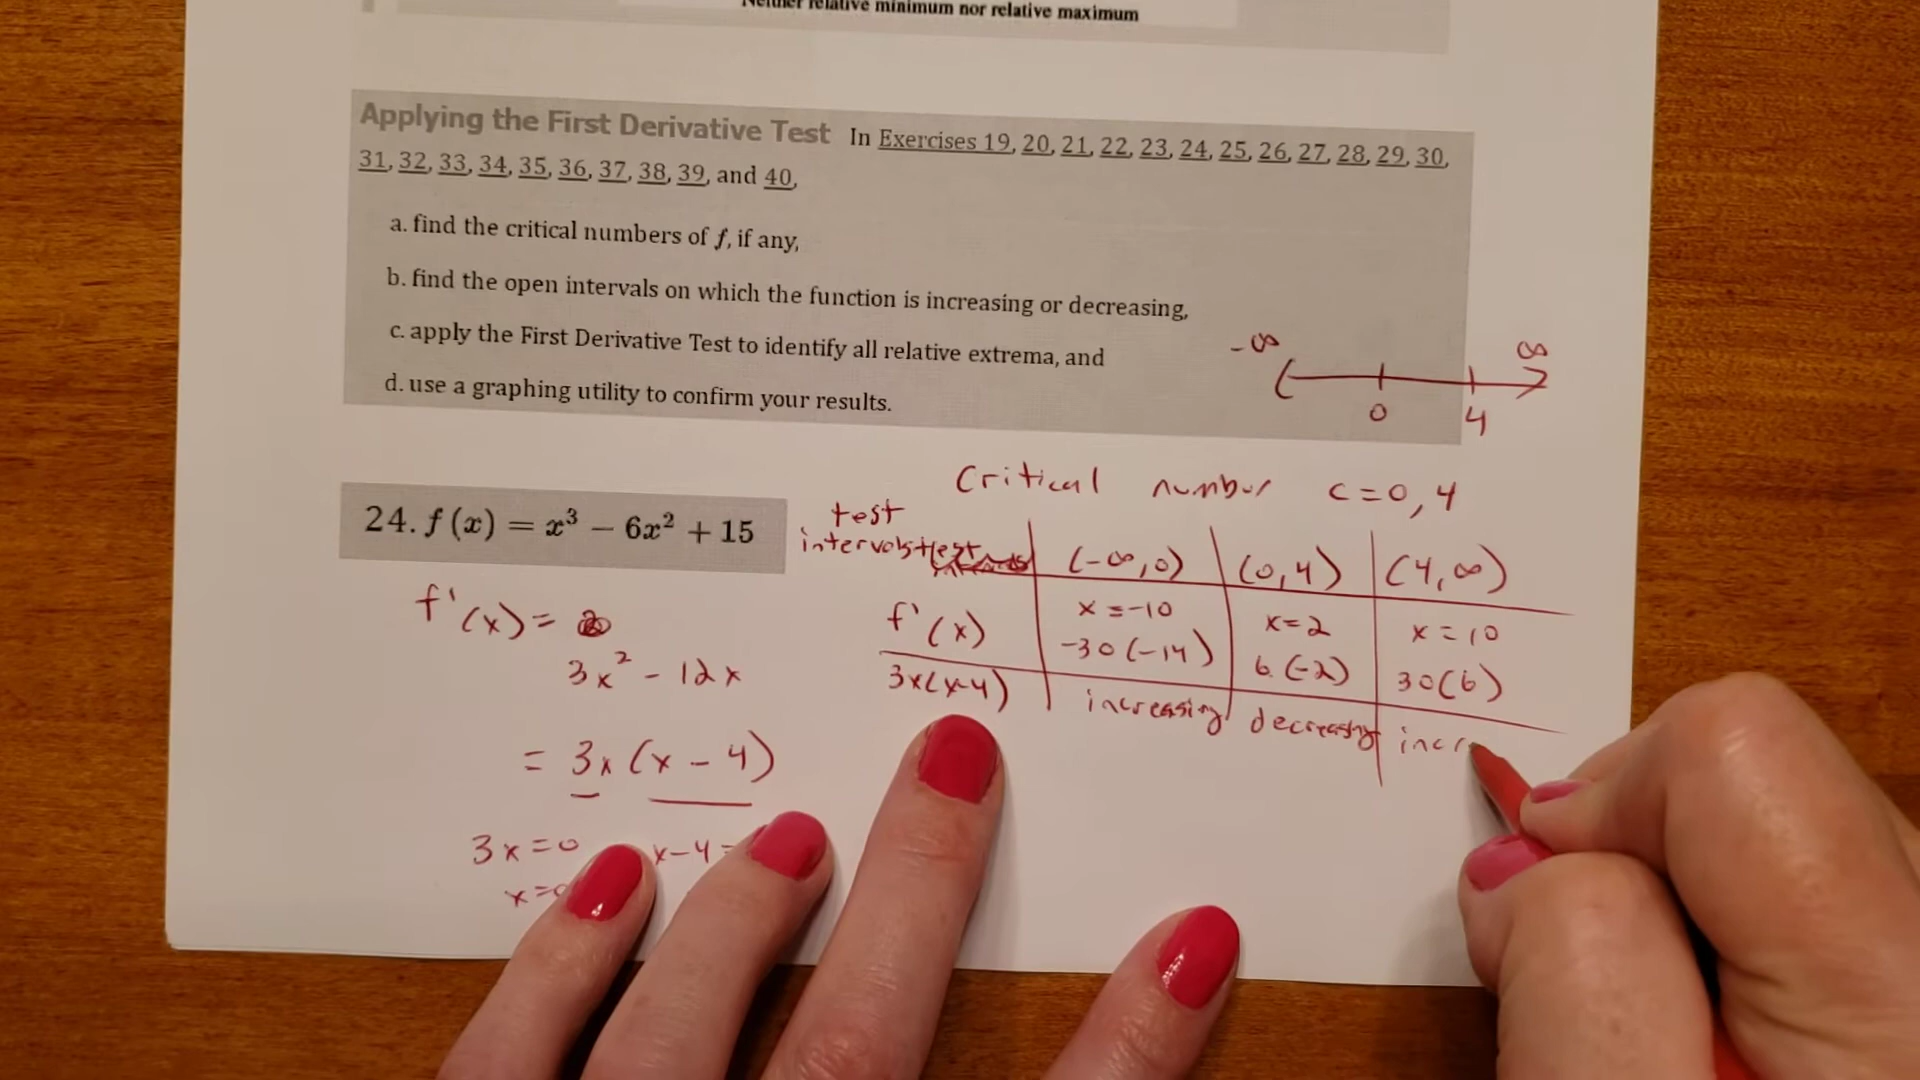 Neither relative minimum nor relative maximum
Applying the First Derivative Test In Exercises 19, 20, 21, 22, 23, 24, 25, 26, 27, 28, 29, 30,
31, 32, 33, 34, 35, 36, 37, 38, 39, and 40,
a. find the critical numbers of f, if any,
b. find the open intervals on which the function is increasing or decreasing,
c. apply the First Derivative Test to identify all relative extrema, and
d. use a graphing utility to confirm your results.
-∞ ∞
0 4
Critical number c=0,4
24. f(x) = x³ − 6x² + 15
test
intervals (-∞,0) (0,4) (4,∞)
f'(x)=
3x² - 12x
= 3x(x-4)
3x=0 x-4=
x=0
f'(x) x=-10 x=2 x=10
-30(-14) 6(-2) 30(6)
3x(x-4) increasing decreasing incr